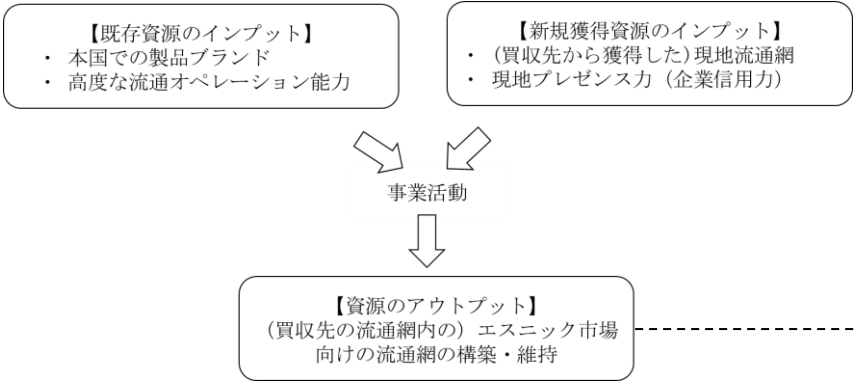 【既存資源のインプット】
・ 本国での製品ブランド
・ 高度な流通オペレーション能力
【新規獲得資源のインプット】
・ (買収先から獲得した)現地流通網
・ 現地プレゼンス力（企業信用力）
事業活動
【資源のアウトプット】
(買収先の流通網内の）エスニック市場
向けの流通網の構築・維持